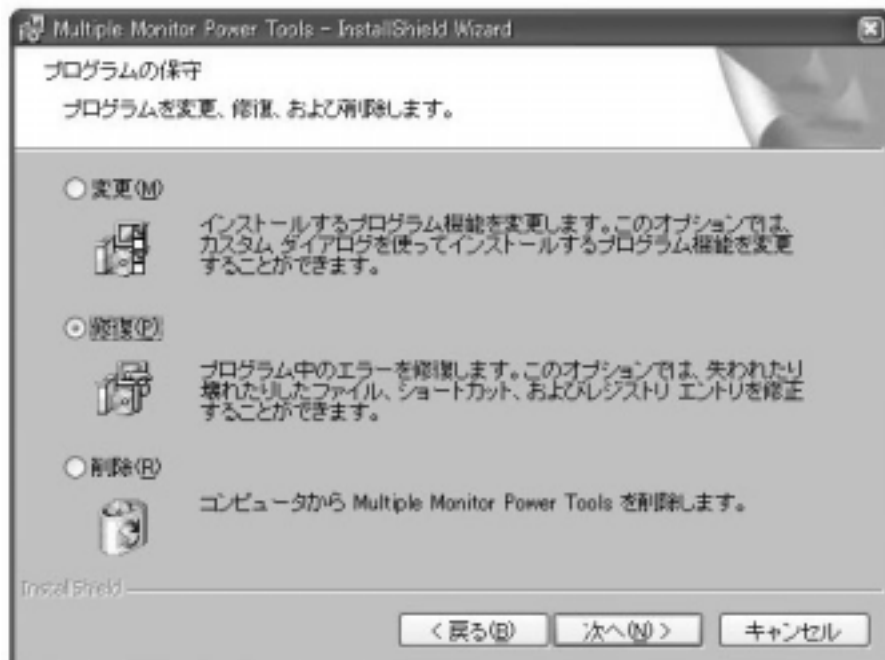 Multiple Monitor Power Tools - InstallShield Wizard
プログラムの保守
プログラムを変更、修復、および削除します。
変更(M)
インストールするプログラム機能を変更します。このオプションでは、
カスタム ダイアログを使ってインストールするプログラム機能を変更
することができます。
修復(P)
プログラム中のエラーを修復します。このオプションでは、失われたり
壊れたりしたファイル、ショートカット、およびレジストリ エントリを修正
することができます。
削除(R)
コンピュータから Multiple Monitor Power Tools を削除します。
InstallShield
< 戻る(B)
次へ(N) >
キャンセル